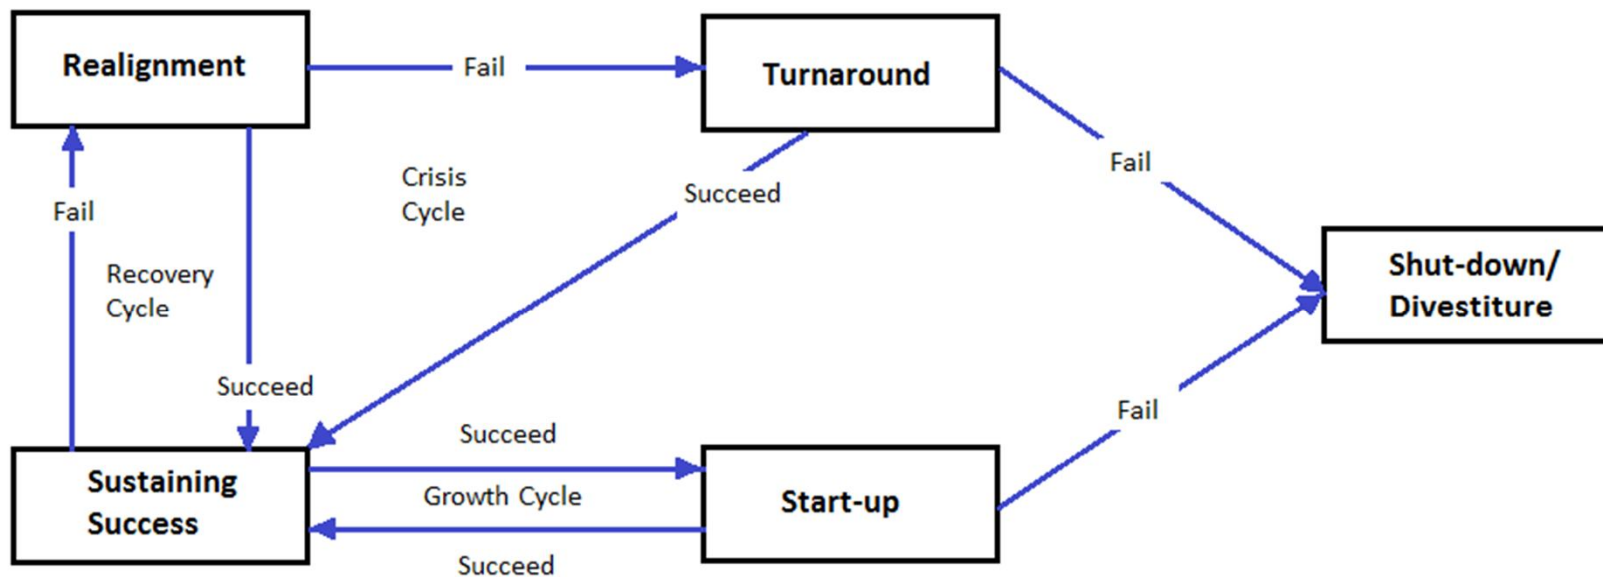 Realignment
Fail
Turnaround
Fail
Crisis
Cycle
Succeed
Fail
Recovery
Cycle
Shut-down/
Divestiture
Succeed
Fail
Succeed
Sustaining
Success
Growth Cycle
Start-up
Succeed